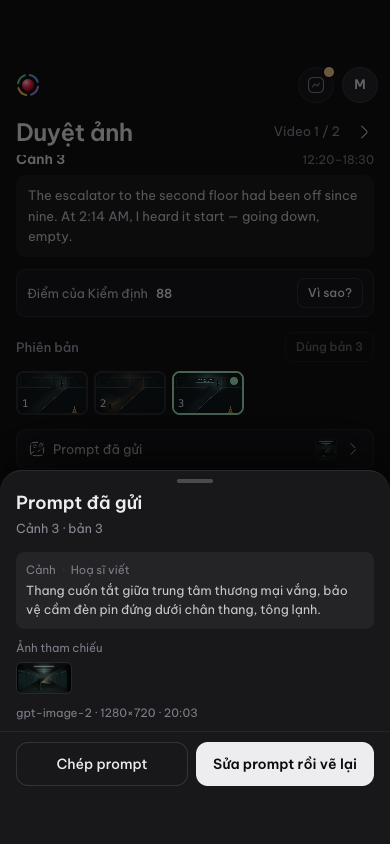 M
Duyệt ảnh
Video 1 / 2
Cảnh 3
12:20–18:30
The escalator to the second floor had been off since
nine. At 2:14 AM, I heard it start — going down,
empty.
Điểm của Kiểm định 88
Vì sao?
Phiên bản
Dùng bản 3
1
2
3
Prompt đã gửi
Prompt đã gửi
Cảnh 3 · bản 3
Cảnh · Hoạ sĩ viết
Thang cuốn tắt giữa trung tâm thương mại vắng, bảo
vệ cầm đèn pin đứng dưới chân thang, tông lạnh.
Ảnh tham chiếu
gpt-image-2 · 1280×720 · 20:03
Chép prompt
Sửa prompt rồi vẽ lại